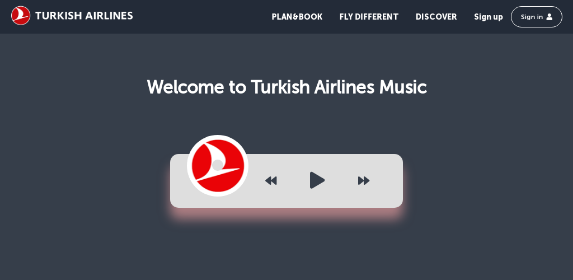 TURKISH AIRLINES
PLAN&BOOK FLY DIFFERENT DISCOVER Sign up Sign in
Welcome to Turkish Airlines Music